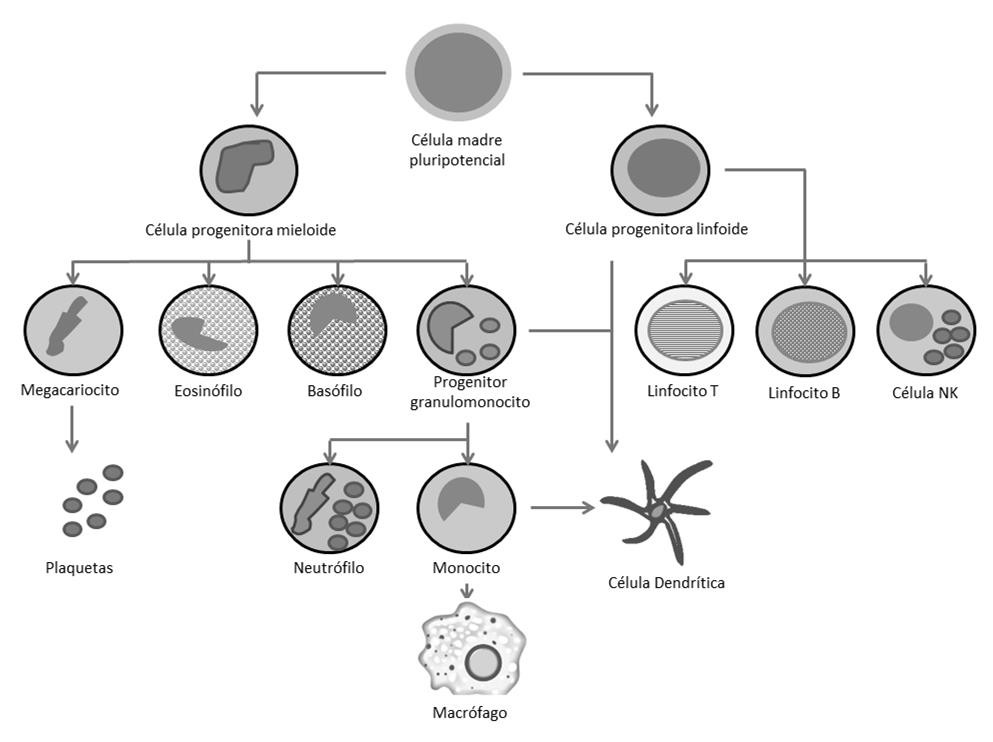 Célula madre
pluripotencial
Célula progenitora mieloide
Célula progenitora linfoide
Megacariocito
Eosinófilo
Basófilo
Progenitor
granulomonocito
Linfocito T
Linfocito B
Célula NK
Plaquetas
Neutrófilo
Monocito
Célula Dendrítica
Macrófago